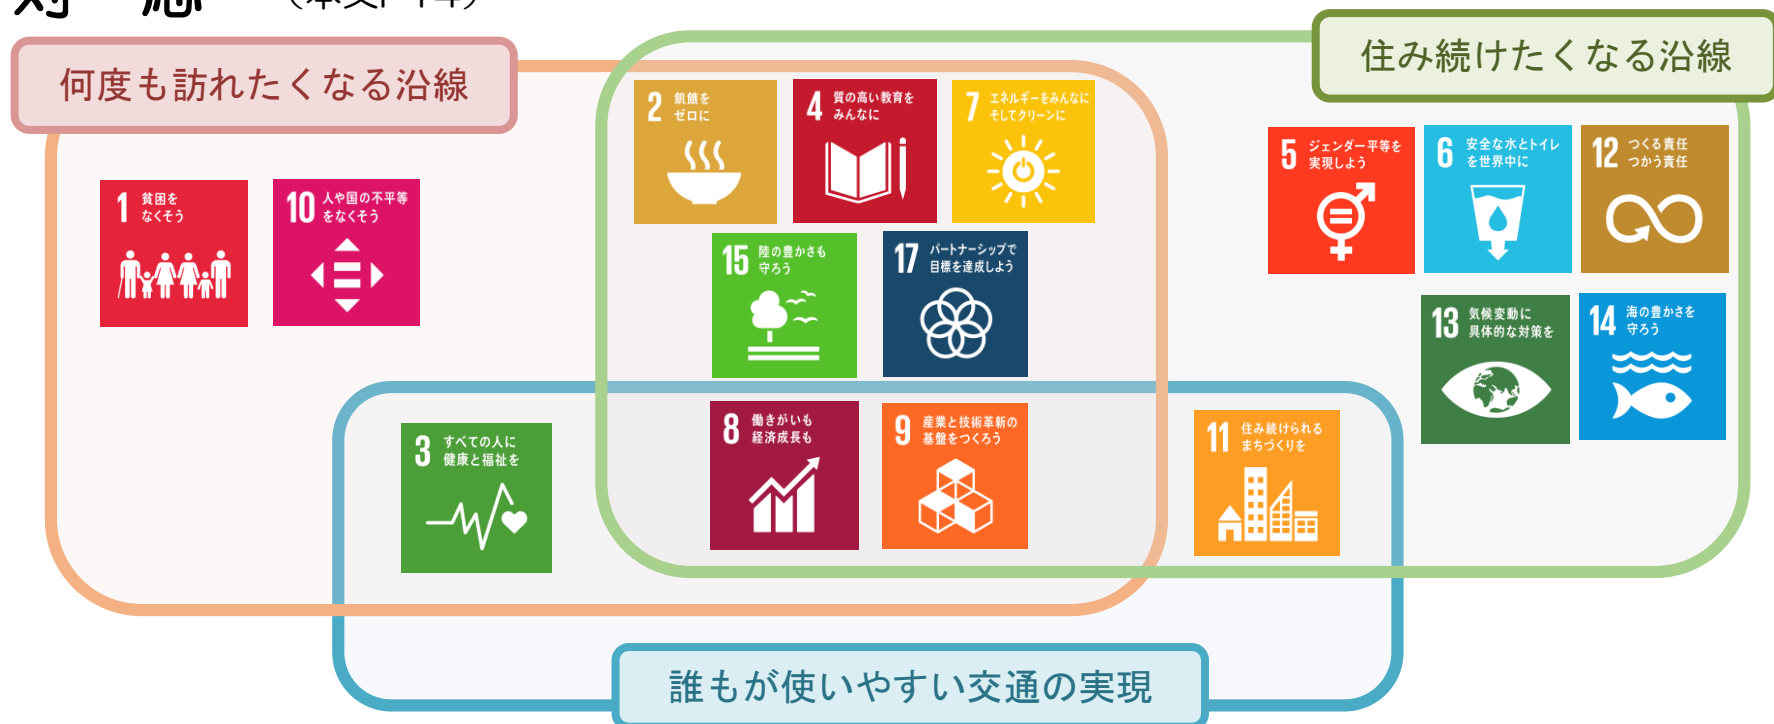 対 応 (本文P14)
何度も訪れたくなる沿線
住み続けたくなる沿線
1 貧困を
なくそう
10 人や国の不平等
をなくそう
2 飢餓を
ゼロに
4 質の高い教育を
みんなに
7 エネルギーをみんなに
そしてクリーンに
15 陸の豊かさも
守ろう
17 パートナーシップで
目標を達成しよう
5 ジェンダー平等を
実現しよう
6 安全な水とトイレ
を世界中に
12 つくる責任
つかう責任
13 気候変動に
具体的な対策を
14 海の豊かさを
守ろう
3 すべての人に
健康と福祉を
8 働きがいも
経済成長も
9 産業と技術革新の
基盤をつくろう
11 住み続けられる
まちづくりを
誰もが使いやすい交通の実現